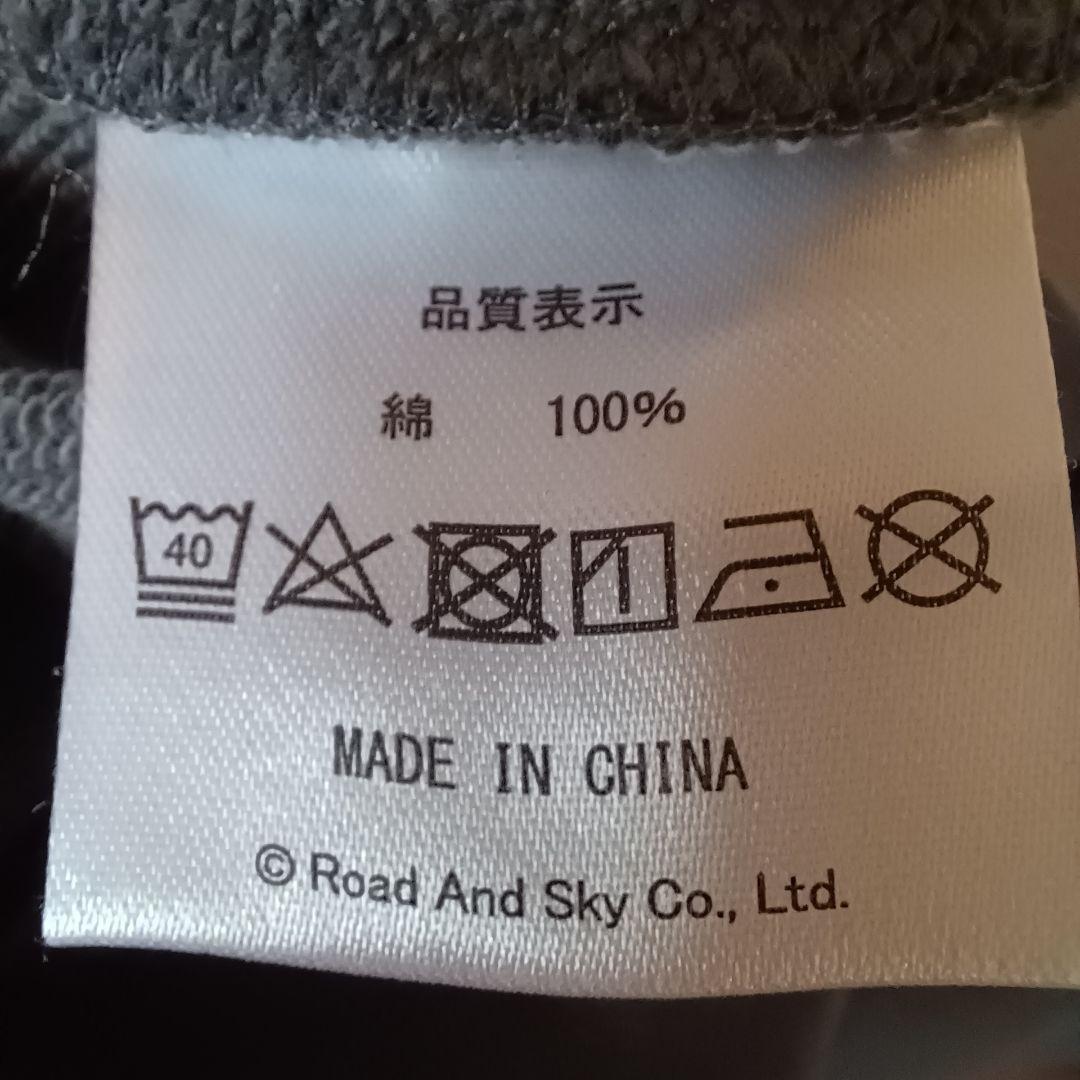 品質表示
綿 100%
40
MADE IN CHINA
© Road And Sky Co., Ltd.